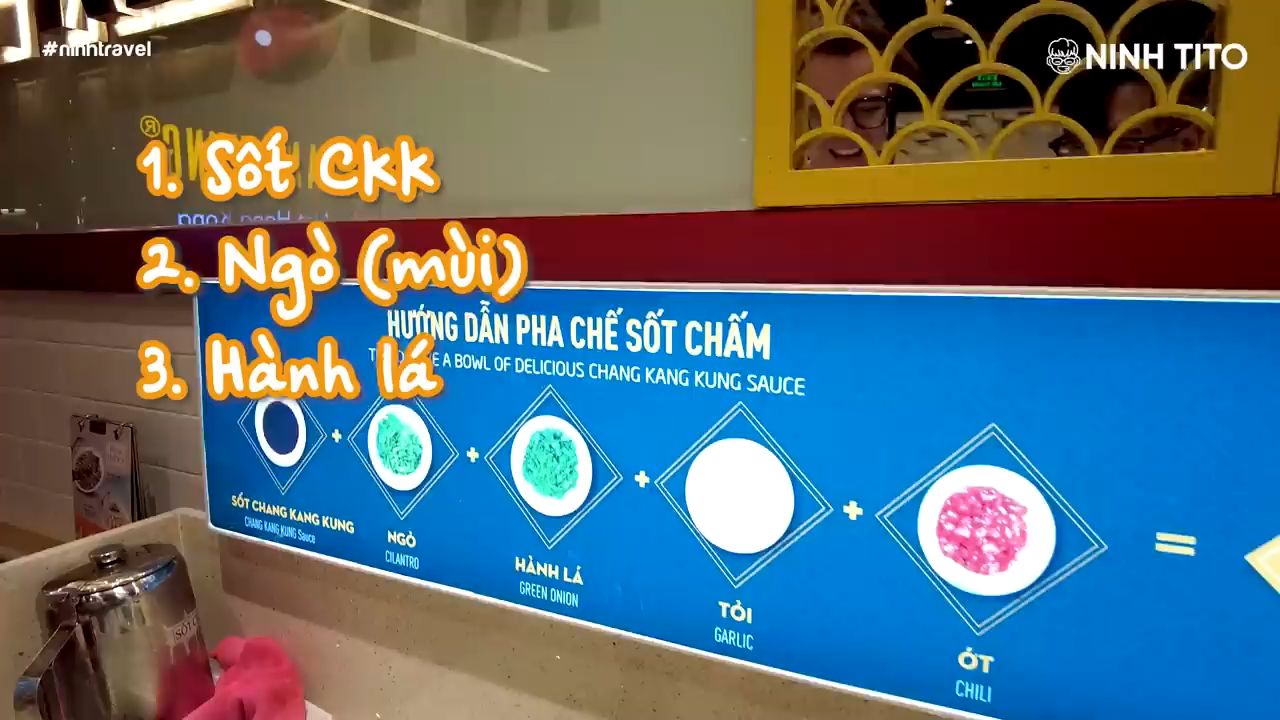 #ninhtravel
NINH TITO
1. Sốt Ckk
2. Ngò (mùi)
3. Hành lá
HƯỚNG DẪN PHA CHẾ SỐT CHẤM
A BOWL OF DELICIOUS CHANG KANG KUNG SAUCE
+
+
+
+
=
SỐT CHANG KANG KUNG
CHANG KANG KUNG Sauce
NGÒ
CILANTRO
HÀNH LÁ
GREEN ONION
TỎI
GARLIC
ỚT
CHILI